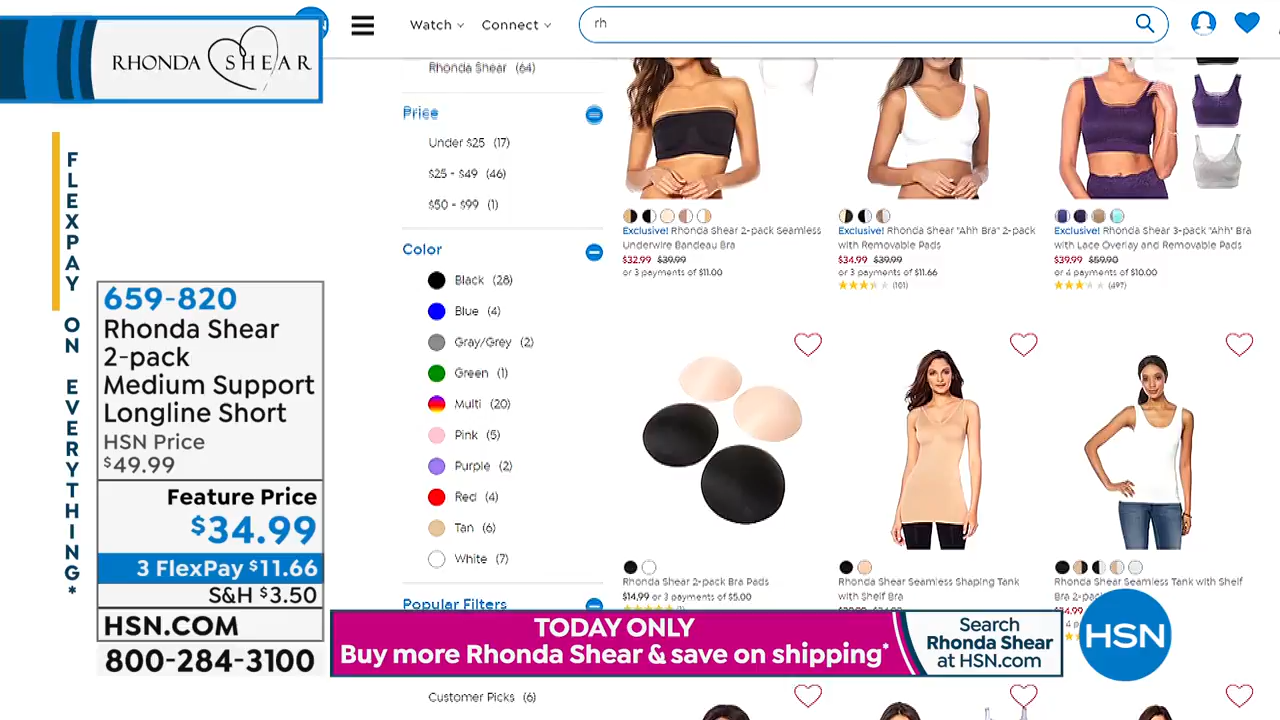 RHONDA SHEAR
FLEXPAY ON EVERYTHING*
659-820
Rhonda Shear
2-pack
Medium Support
Longline Short
HSN Price
$49.99
Feature Price
$34.99
3 FlexPay $11.66
S&H $3.50
HSN.COM
800-284-3100
Watch
Connect
rh
Rhonda Shear (64)
Price
Under $25 (17)
$25 - $49 (46)
$50 - $99 (1)
Color
Black (28)
Blue (4)
Gray/Grey (2)
Green (1)
Multi (20)
Pink (5)
Purple (2)
Red (4)
Tan (6)
White (7)
Popular Filters
Customer Picks (6)
Exclusive! Rhonda Shear 2-pack Seamless
Underwire Bandeau Bra
$32.99 $39.99
or 3 payments of $11.00
Exclusive! Rhonda Shear "Ahh Bra" 2-pack
with Removable Pads
$34.99 $39.99
or 3 payments of $11.66
(101)
Exclusive! Rhonda Shear 3-pack "Ahh" Bra
with Lace Overlay and Removable Pads
$39.99 $59.90
or 4 payments of $10.00
(497)
Rhonda Shear 2-pack Bra Pads
$14.99 or 3 payments of $5.00
(1)
Rhonda Shear Seamless Shaping Tank
with Shelf Bra
Rhonda Shear Seamless Tank with Shelf
Bra 2-pack
TODAY ONLY
Buy more Rhonda Shear & save on shipping*
Search
Rhonda Shear
at HSN.com
HSN